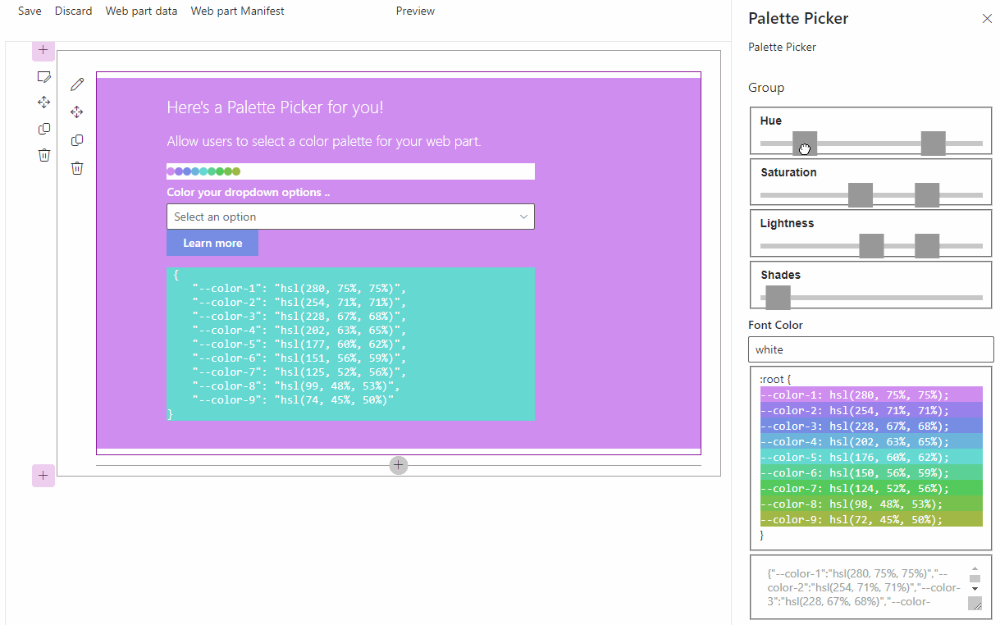 Save Discard Web part data Web part Manifest Preview
Here's a Palette Picker for you!
Allow users to select a color palette for your web part.
Color your dropdown options ..
Select an option
Learn more
{
"--color-1": "hsl(280, 75%, 75%)",
"--color-2": "hsl(254, 71%, 71%)",
"--color-3": "hsl(228, 67%, 68%)",
"--color-4": "hsl(202, 63%, 65%)",
"--color-5": "hsl(177, 60%, 62%)",
"--color-6": "hsl(151, 56%, 59%)",
"--color-7": "hsl(125, 52%, 56%)",
"--color-8": "hsl(99, 48%, 53%)",
"--color-9": "hsl(74, 45%, 50%)"
}
Palette Picker
Palette Picker
Group
Hue
Saturation
Lightness
Shades
Font Color
white
:root {
--color-1: hsl(280, 75%, 75%);
--color-2: hsl(254, 71%, 71%);
--color-3: hsl(228, 67%, 68%);
--color-4: hsl(202, 63%, 65%);
--color-5: hsl(176, 60%, 62%);
--color-6: hsl(150, 56%, 59%);
--color-7: hsl(124, 52%, 56%);
--color-8: hsl(98, 48%, 53%);
--color-9: hsl(72, 45%, 50%);
}
{"--color-1":"hsl(280, 75%, 75%)","--
color-2":"hsl(254, 71%, 71%)","--color-
3":"hsl(228, 67%, 68%)","--color-